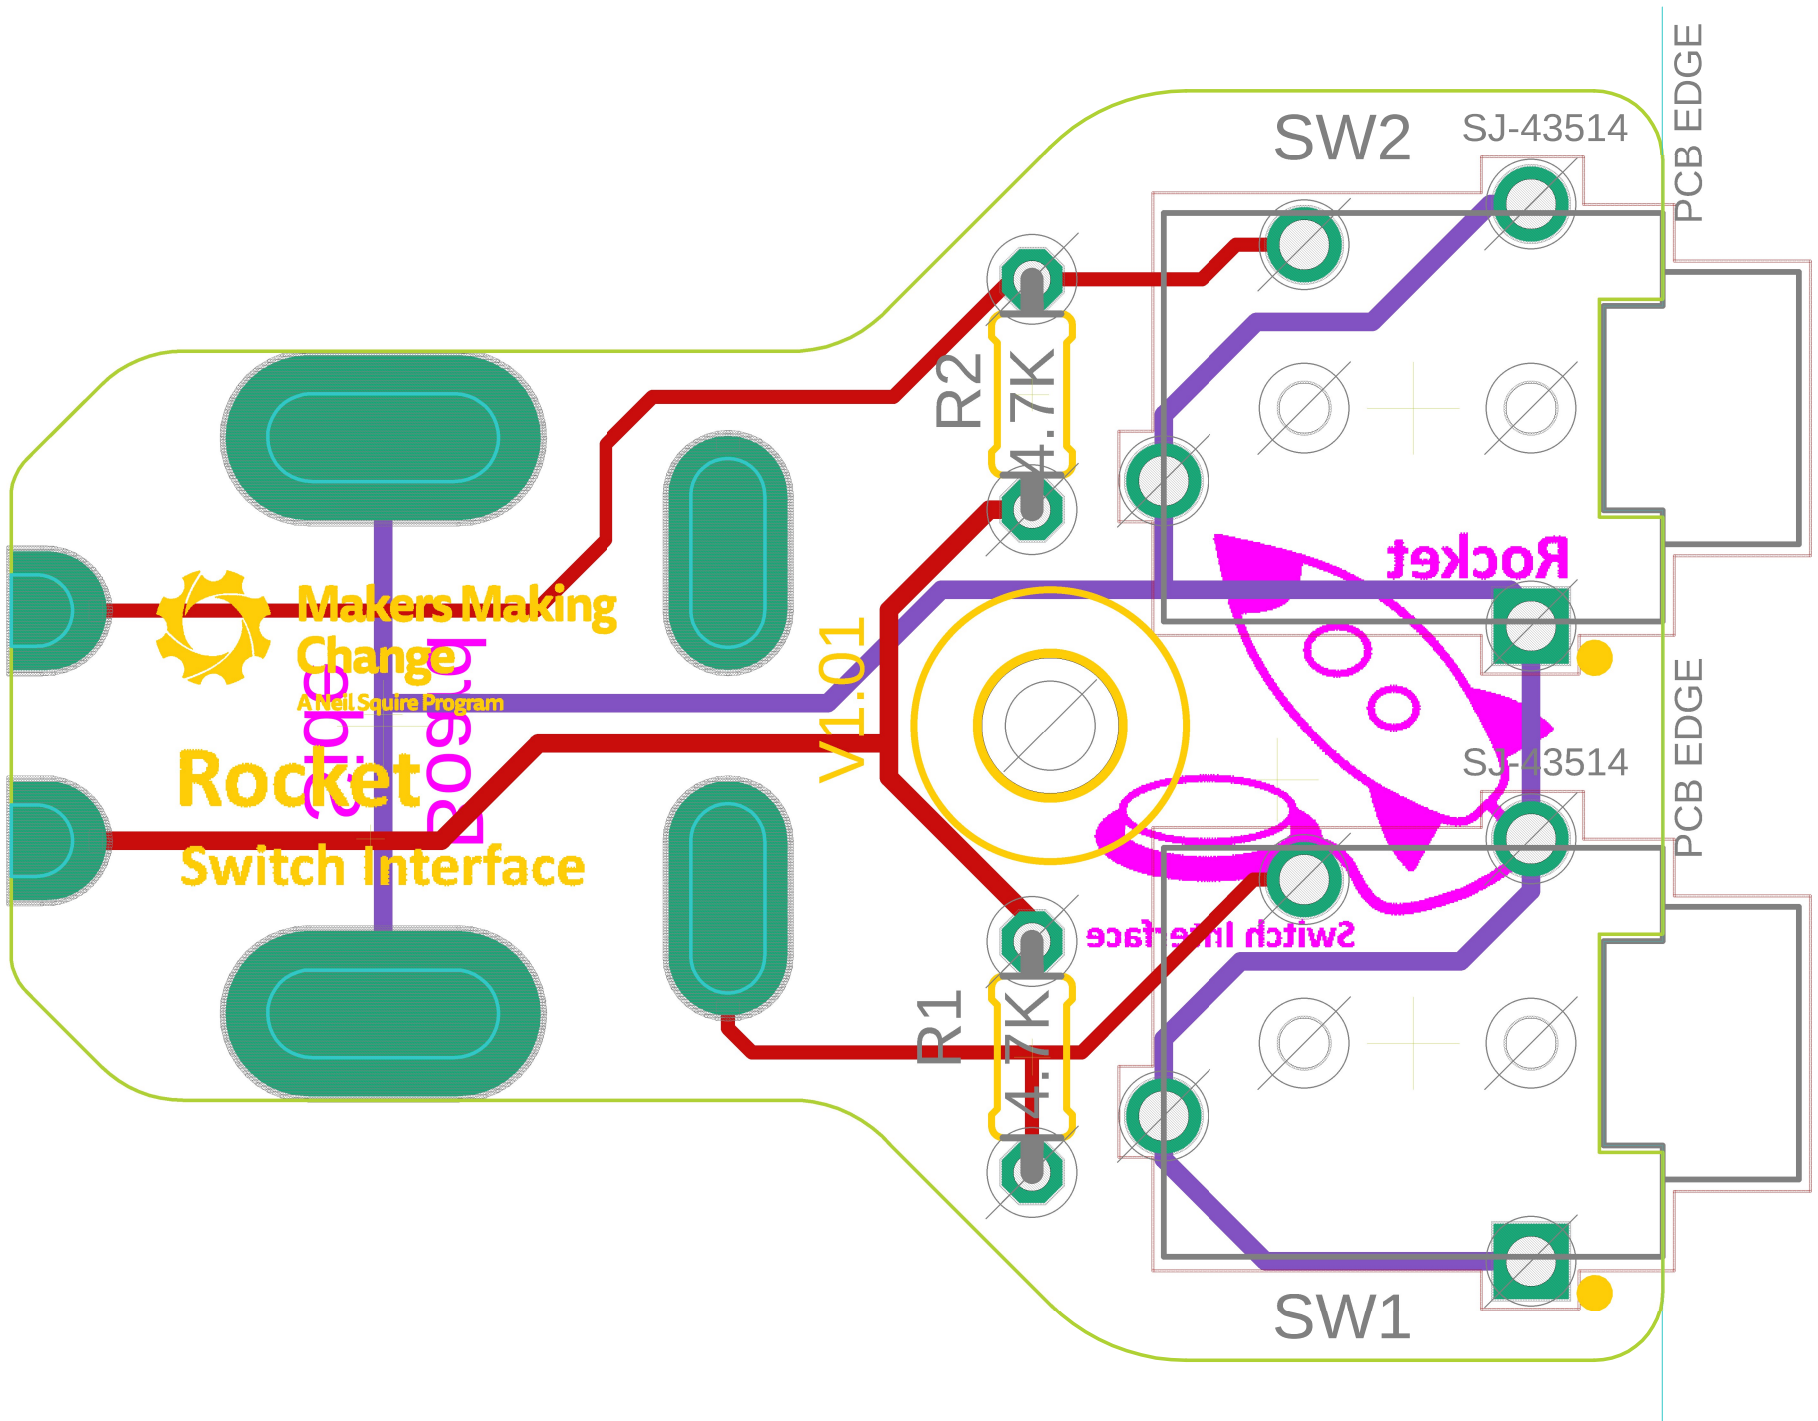 SW2
SJ-43514
PCB EDGE
R2
4.7K
Rocket
Makers Making
Change
A Neil Squire Program
V1.01
Rocket
Switch Interface
SJ-43514
PCB EDGE
Switch Interface
R1
4.7K
SW1